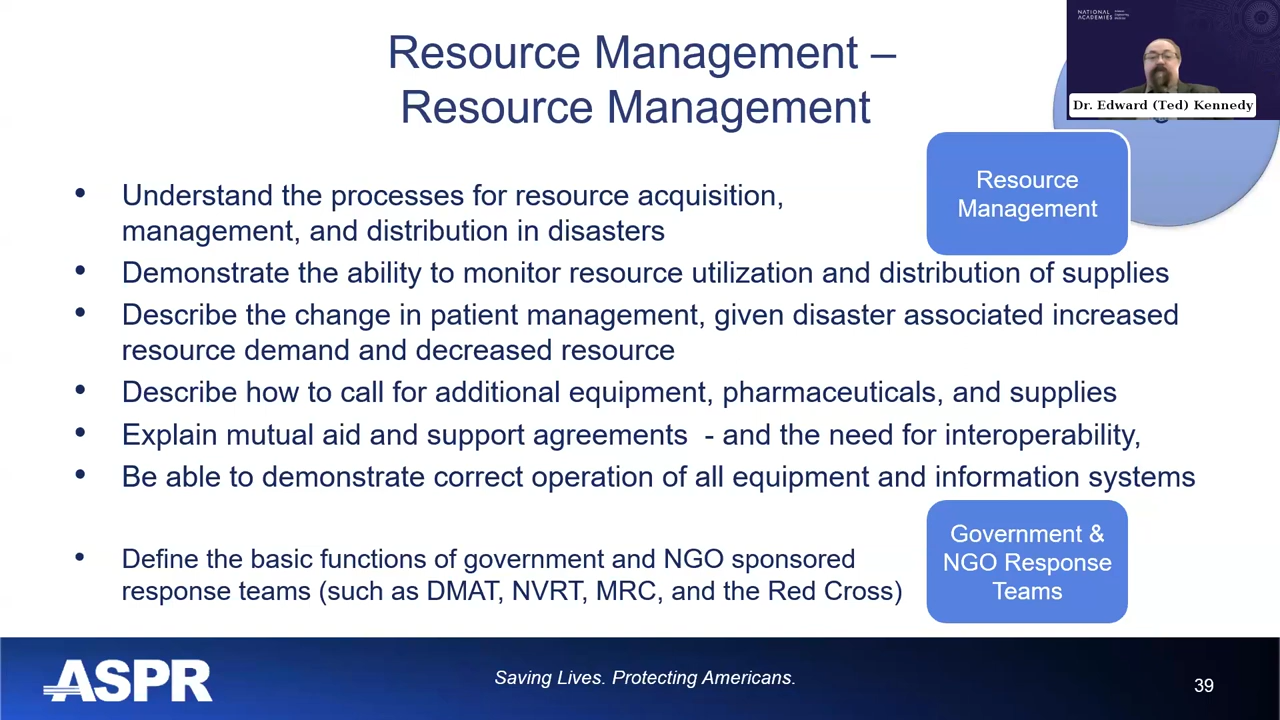 Resource Management –
Resource Management
NATIONAL
ACADEMIES
Dr. Edward (Ted) Kennedy
Resource
Management
• Understand the processes for resource acquisition,
management, and distribution in disasters
• Demonstrate the ability to monitor resource utilization and distribution of supplies
• Describe the change in patient management, given disaster associated increased
resource demand and decreased resource
• Describe how to call for additional equipment, pharmaceuticals, and supplies
• Explain mutual aid and support agreements  - and the need for interoperability,
• Be able to demonstrate correct operation of all equipment and information systems
• Define the basic functions of government and NGO sponsored
response teams (such as DMAT, NVRT, MRC, and the Red Cross)
Government &
NGO Response
Teams
ASPR
Saving Lives. Protecting Americans.
39